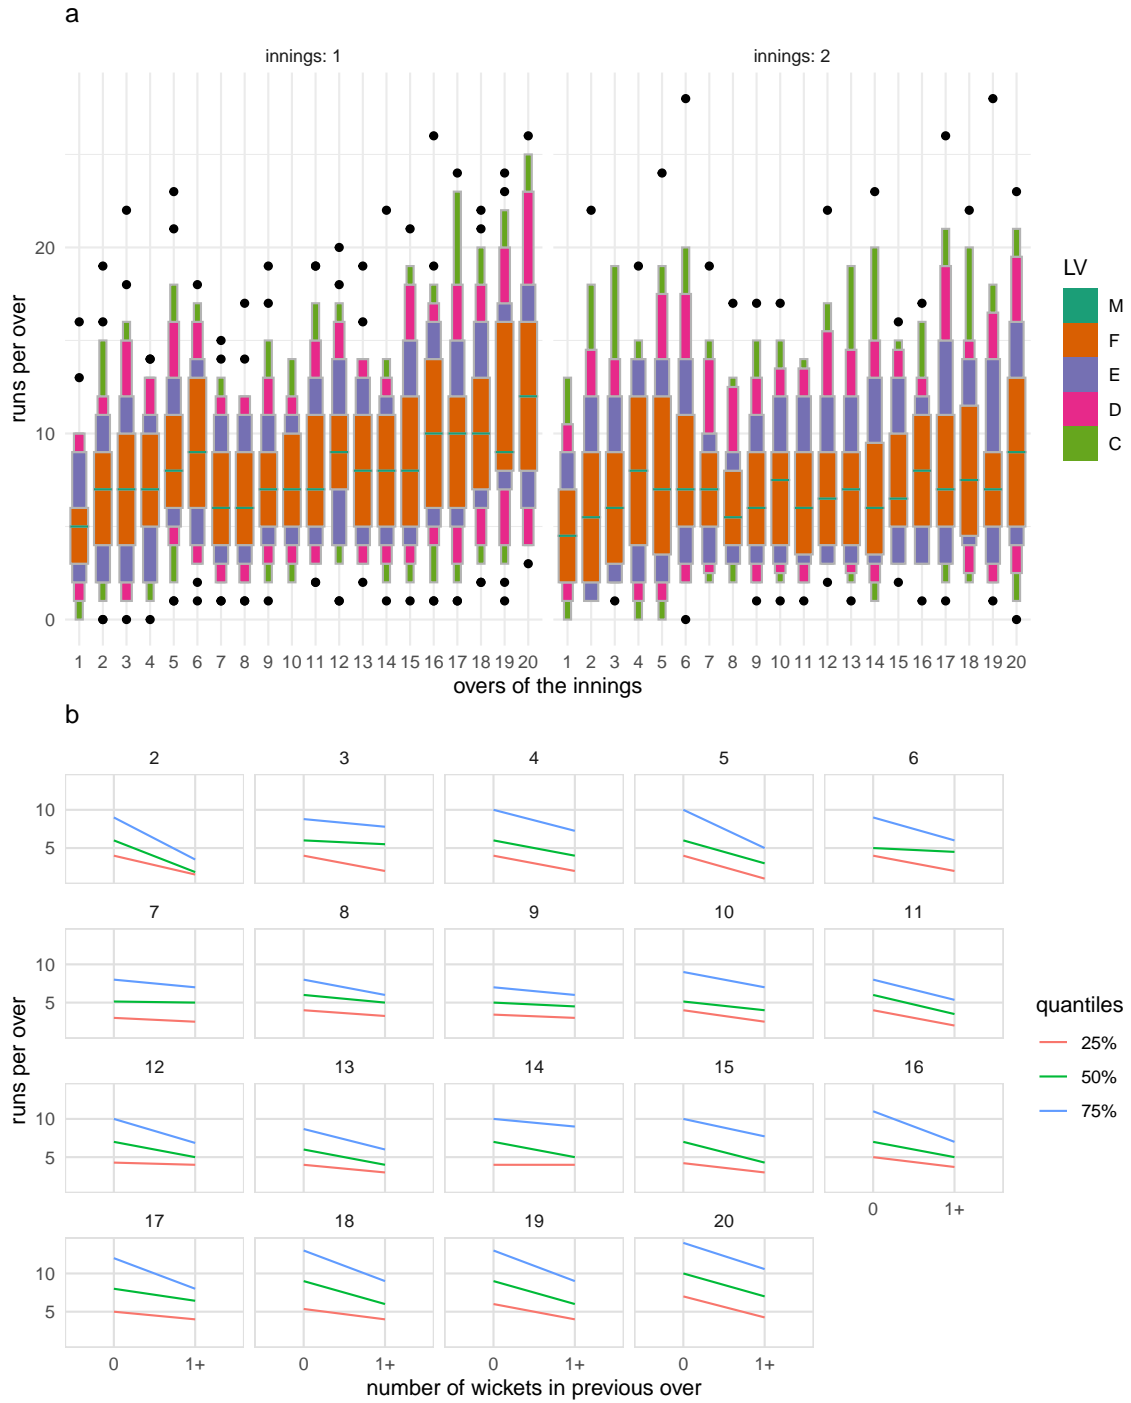 a
innings: 1 innings: 2
20
10
0
runs per over
1 2 3 4 5 6 7 8 9 10 11 12 13 14 15 16 17 18 19 20
1 2 3 4 5 6 7 8 9 10 11 12 13 14 15 16 17 18 19 20
overs of the innings
LV
M
F
E
D
C
b
2 3 4 5 6
10
5
7 8 9 10 11
10
5
12 13 14 15 16
10
5
0 1+
17 18 19 20
10
5
0 1+ 0 1+ 0 1+ 0 1+
runs per over
number of wickets in previous over
quantiles
25%
50%
75%